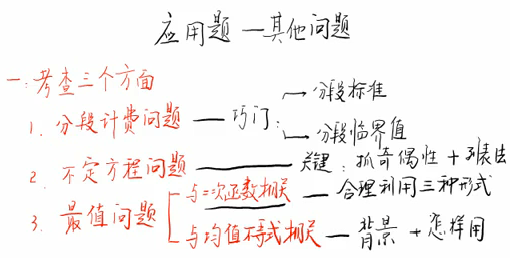 应用题 — 其他问题
一:考查三个方面
1. 分段计费问题 — 巧门: → 分段标准
→ 分段临界值
2. 不定方程问题 — 关键:抓奇偶性 + 列表法
3. 最值问题 [ 与二次函数相关 — 合理利用三种形式
与均值不等式相关 — 背景 + 怎样用